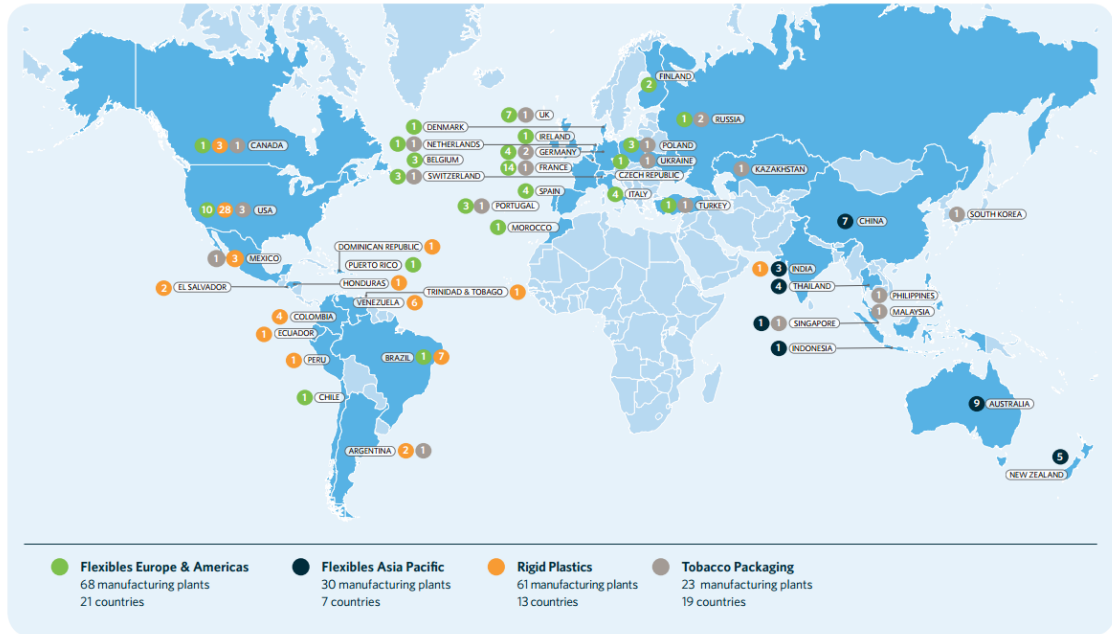 FINLAND
2
7 1 UK
1 DENMARK
1 2 RUSSIA
1 IRELAND
1 1 NETHERLANDS
3 1 POLAND
1 3 1 CANADA
4 2 GERMANY
3 BELGIUM
1 1 UKRAINE
14 1 FRANCE
1 KAZAKHSTAN
3 1 SWITZERLAND
CZECH REPUBLIC
4 SPAIN
4 ITALY
3 1 PORTUGAL
1 1 TURKEY
10 28 3 USA
1 SOUTH KOREA
7 CHINA
1 MOROCCO
DOMINICAN REPUBLIC 1
1 3 MEXICO
PUERTO RICO 1
1 3 INDIA
HONDURAS 1
2 EL SALVADOR
4 THAILAND
TRINIDAD & TOBAGO 1
1 PHILIPPINES
VENEZUELA 6
1 MALAYSIA
4 COLOMBIA
1 1 SINGAPORE
1 ECUADOR
1 INDONESIA
BRAZIL 1 7
1 PERU
1 CHILE
9 AUSTRALIA
ARGENTINA 2 1
5
NEW ZEALAND
Flexibles Europe & Americas
68 manufacturing plants
21 countries
Flexibles Asia Pacific
30 manufacturing plants
7 countries
Rigid Plastics
61 manufacturing plants
13 countries
Tobacco Packaging
23 manufacturing plants
19 countries